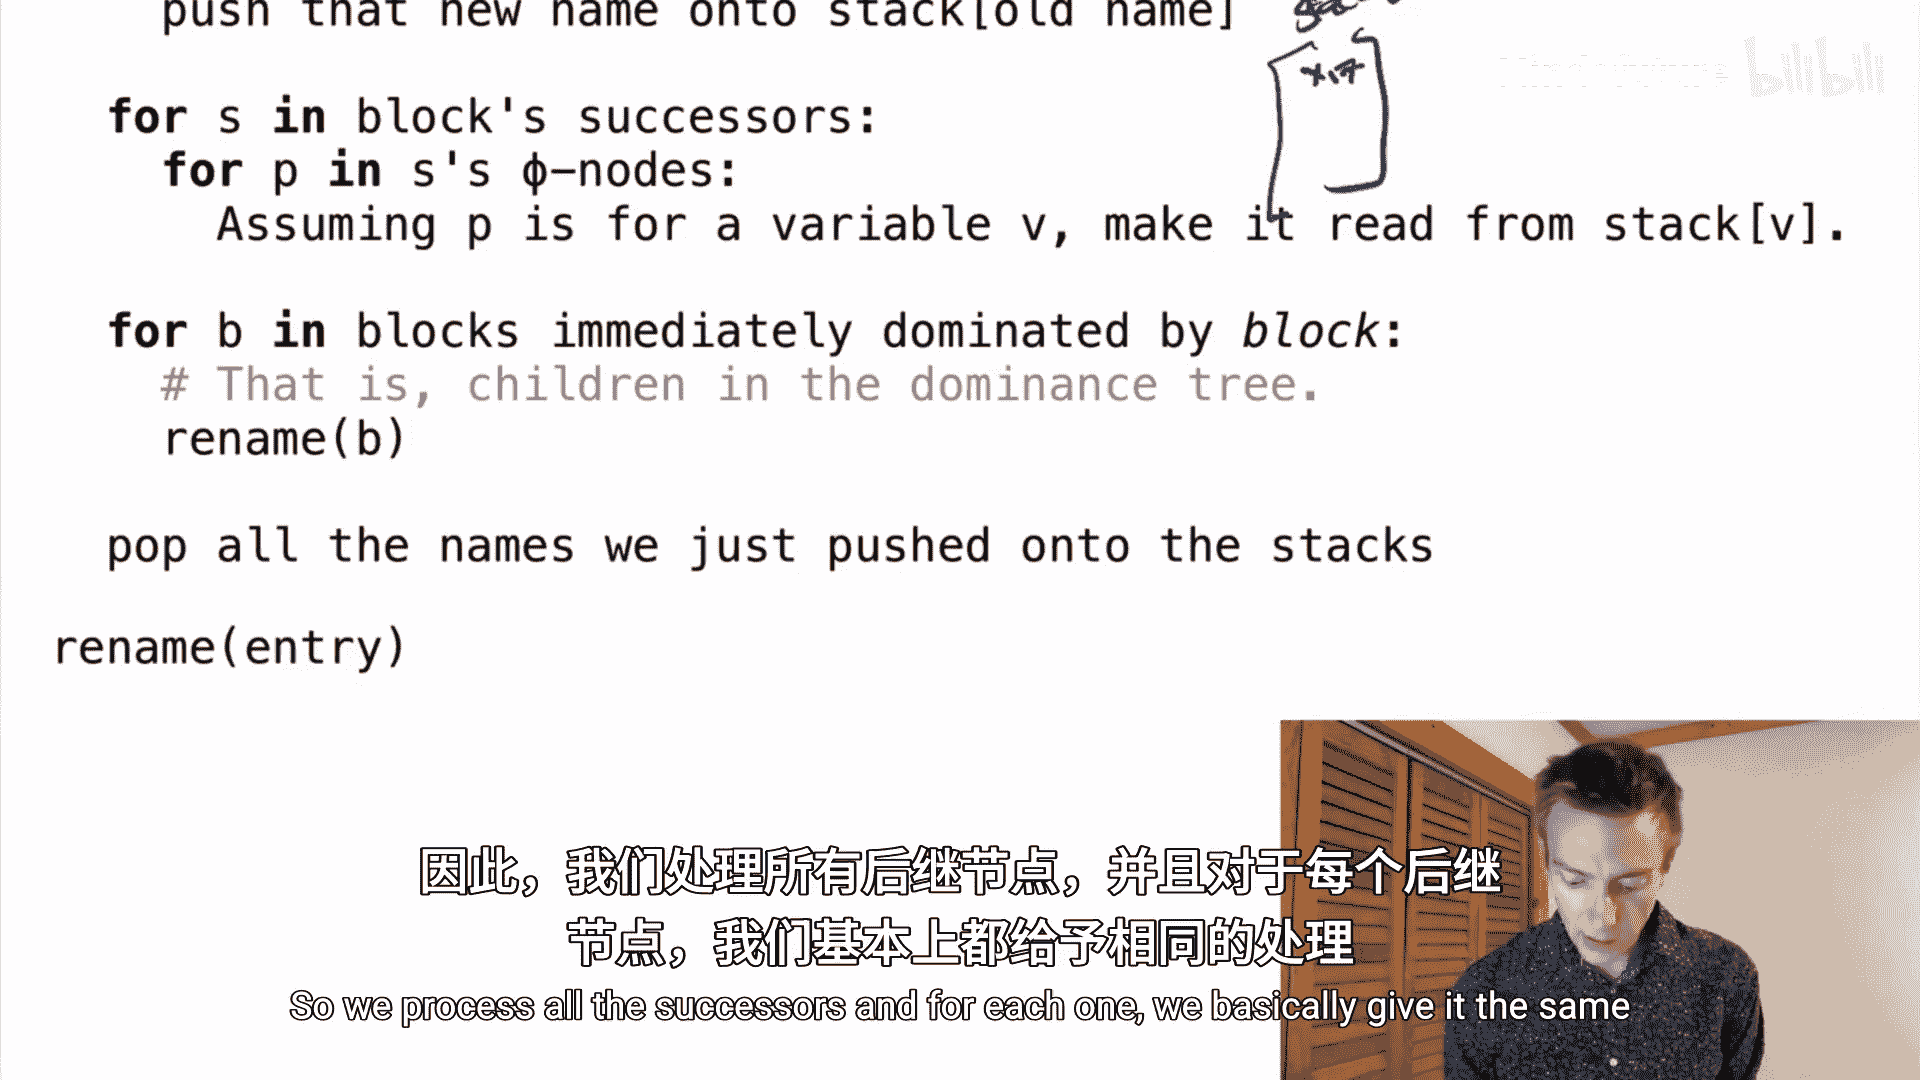 push that new name onto stack[old name]
x.7
for s in block's successors:
for p in s's ϕ–nodes:
Assuming p is for a variable v, make it read from stack[v].
for b in blocks immediately dominated by block:
# That is, children in the dominance tree.
rename(b)
pop all the names we just pushed onto the stacks
rename(entry)
因此，我们处理所有后继节点，并且对于每个后继
节点，我们基本上都给予相同的处理
So we process all the successors and for each one, we basically give it the same
bilibili